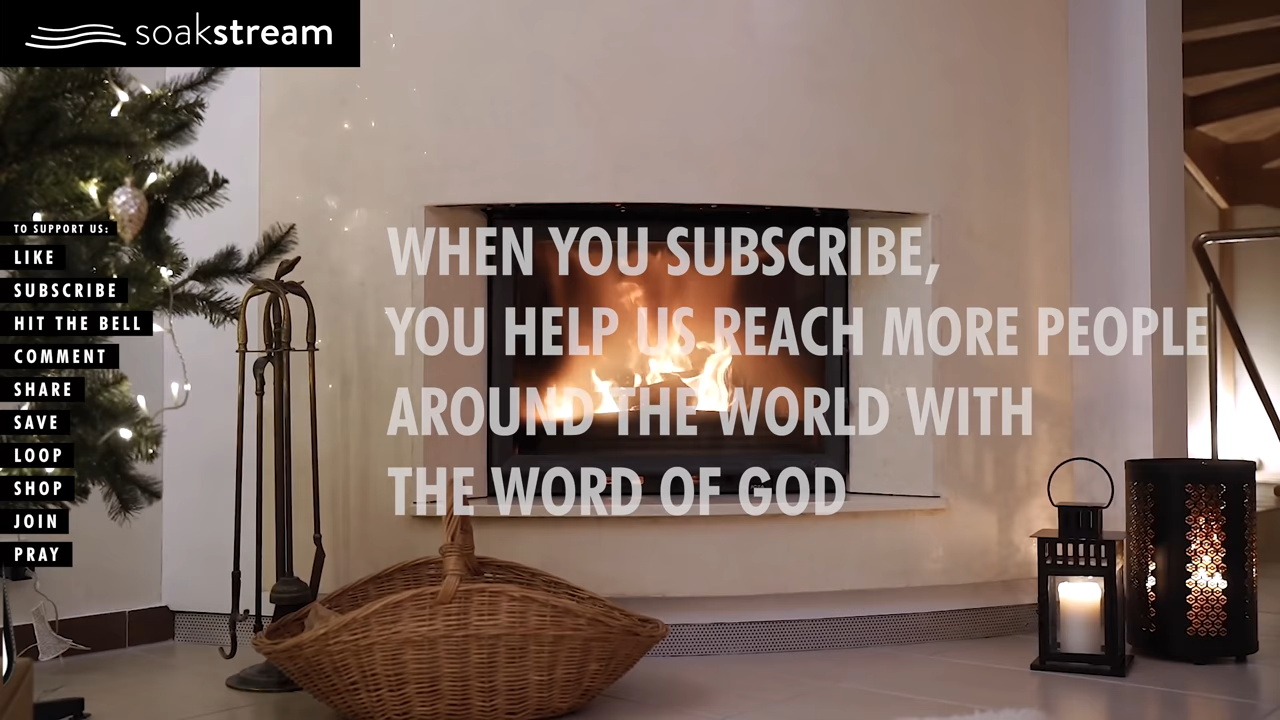 soakstream
TO SUPPORT US:
LIKE
SUBSCRIBE
HIT THE BELL
COMMENT
SHARE
SAVE
LOOP
SHOP
JOIN
PRAY
WHEN YOU SUBSCRIBE,
YOU HELP US REACH MORE PEOPLE
AROUND THE WORLD WITH
THE WORD OF GOD